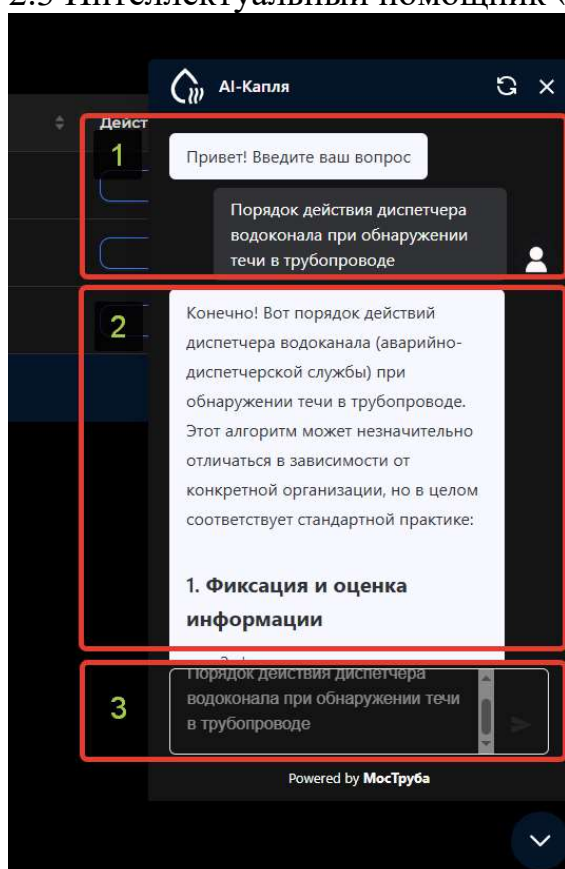 2.3 Интеллектуальный помощник
AI-Капля
Дейст
1
Привет! Введите ваш вопрос
Порядок действия диспетчера
водоконала при обнаружении
течи в трубопроводе
2
Конечно! Вот порядок действий
диспетчера водоканала (аварийно-
диспетчерской службы) при
обнаружении течи в трубопроводе.
Этот алгоритм может незначительно
отличаться в зависимости от
конкретной организации, но в целом
соответствует стандартной практике:
1. Фиксация и оценка
информации
3
Порядок действия диспетчера
водоконала при обнаружении течи
в трубопроводе
Powered by МосТруба